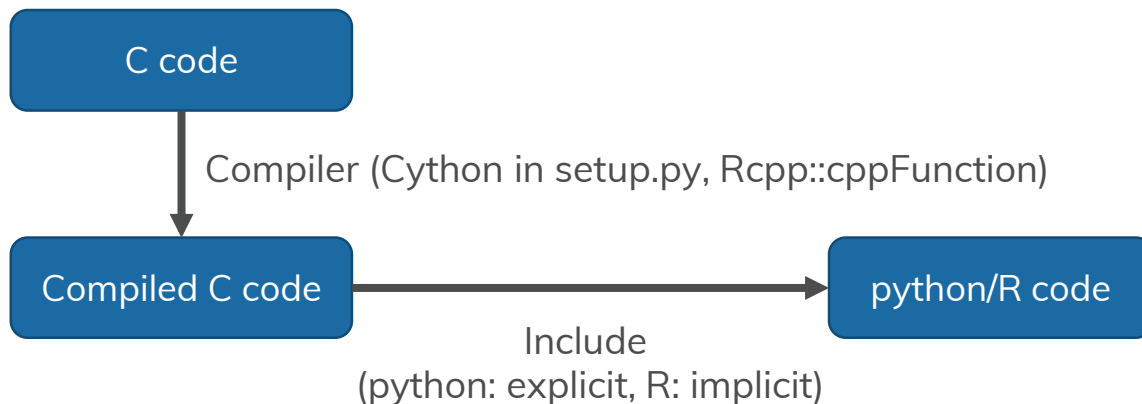 C code
Compiler (Cython in setup.py, Rcpp::cppFunction)
Compiled C code
python/R code
Include
(python: explicit, R: implicit)